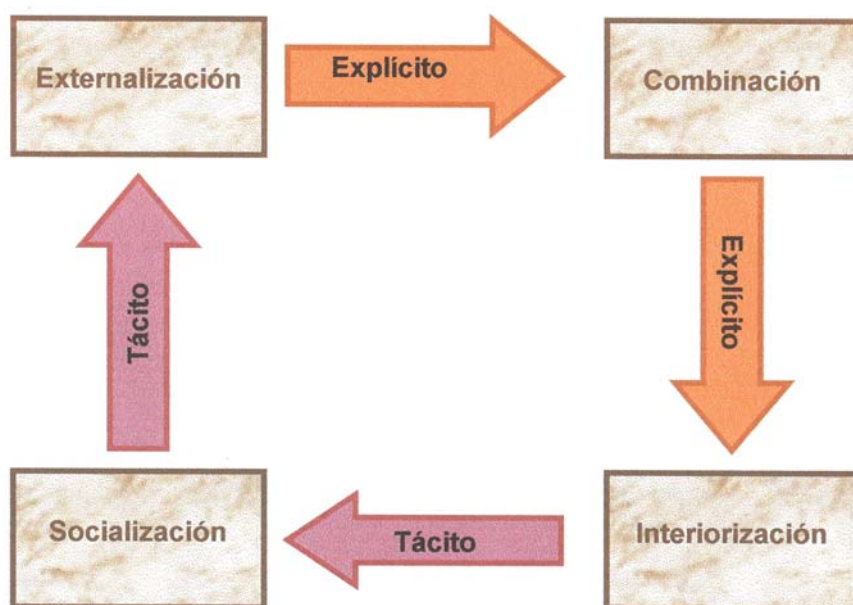 Externalización
Explícito
Combinación
Tácito
Explícito
Socialización
Tácito
Interiorización